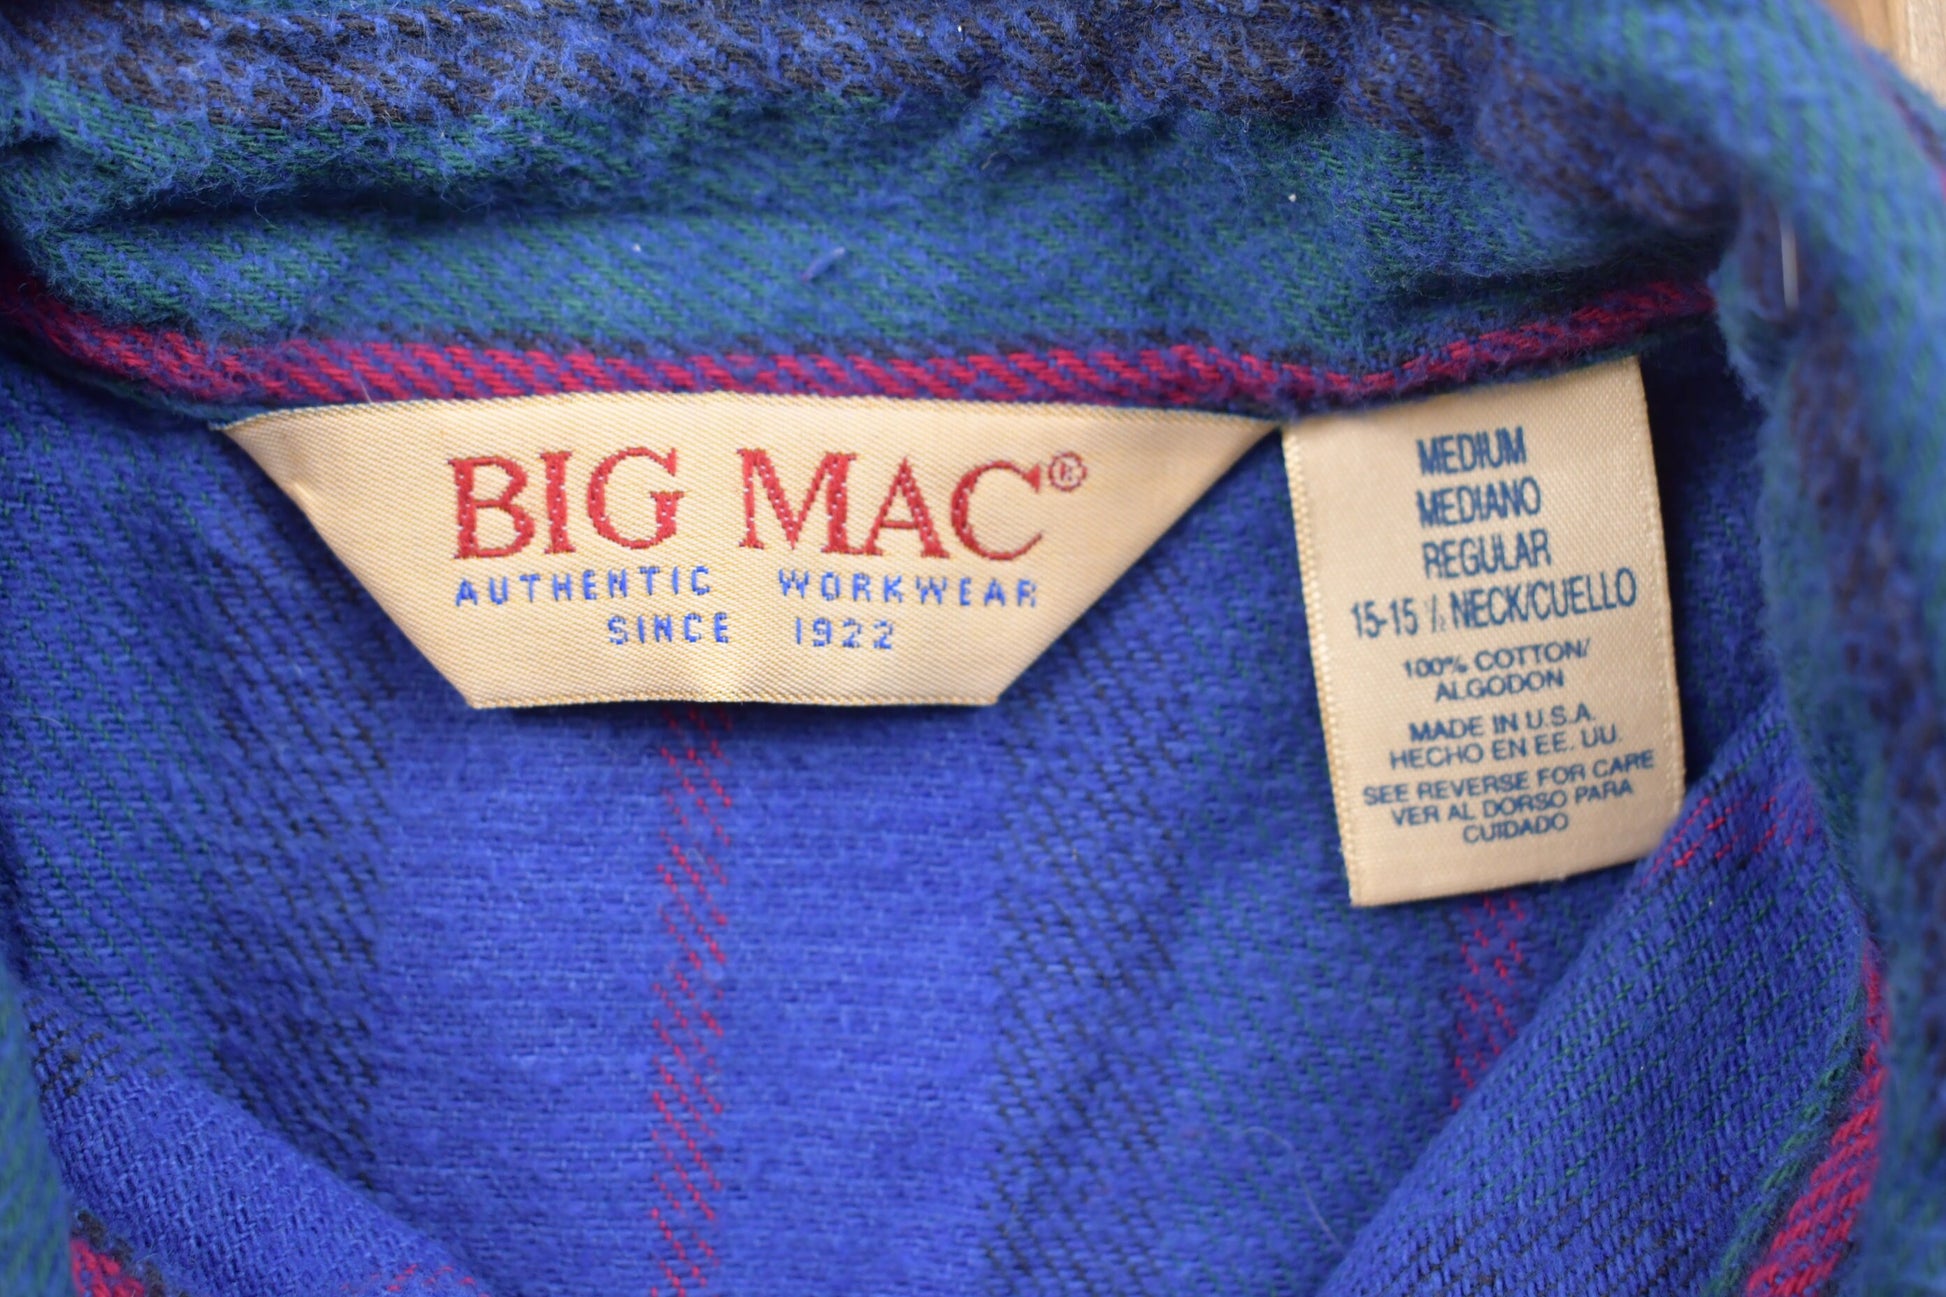 BIG MAC®
AUTHENTIC WORKWEAR
SINCE 1922
MEDIUM
MEDIANO
REGULAR
15-15 ½ NECK/CUELLO
100% COTTON/
ALGODON
MADE IN U.S.A.
HECHO EN EE. UU.
SEE REVERSE FOR CARE
VER AL DORSO PARA
CUIDADO